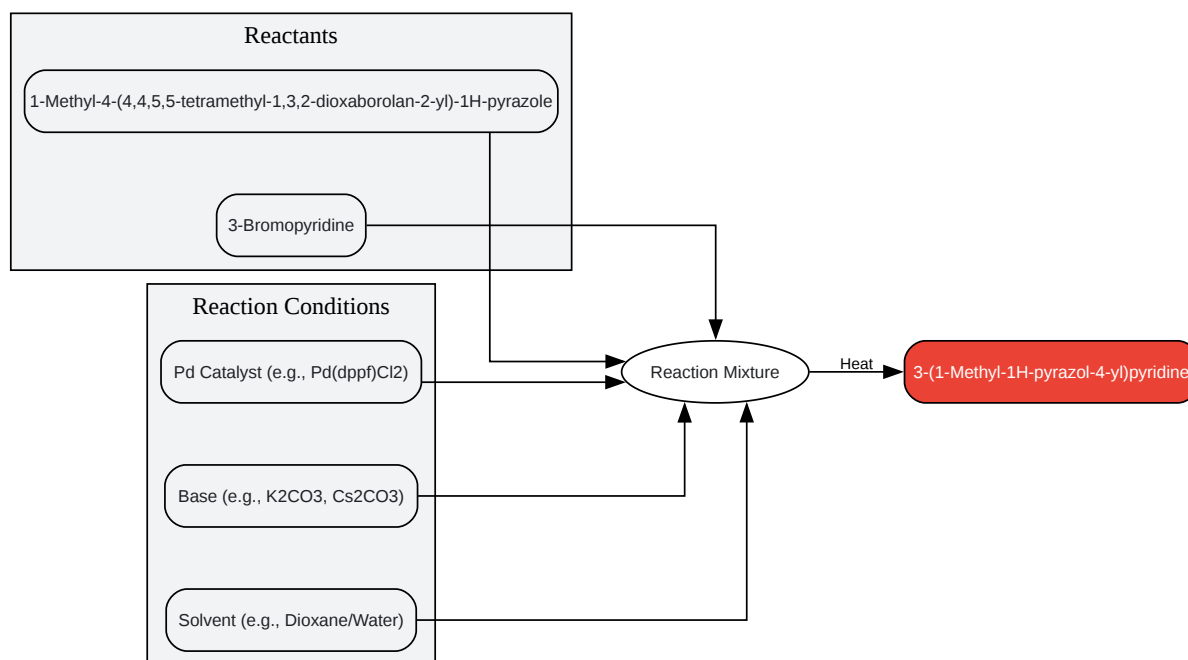 Reactants
1-Methyl-4-(4,4,5,5-tetramethyl-1,3,2-dioxaborolan-2-yl)-1H-pyrazole
3-Bromopyridine
Reaction Conditions
Pd Catalyst (e.g., Pd(dppf)Cl2)
Base (e.g., K2CO3, Cs2CO3)
Solvent (e.g., Dioxane/Water)
Reaction Mixture
Heat
3-(1-Methyl-1H-pyrazol-4-yl)pyridine